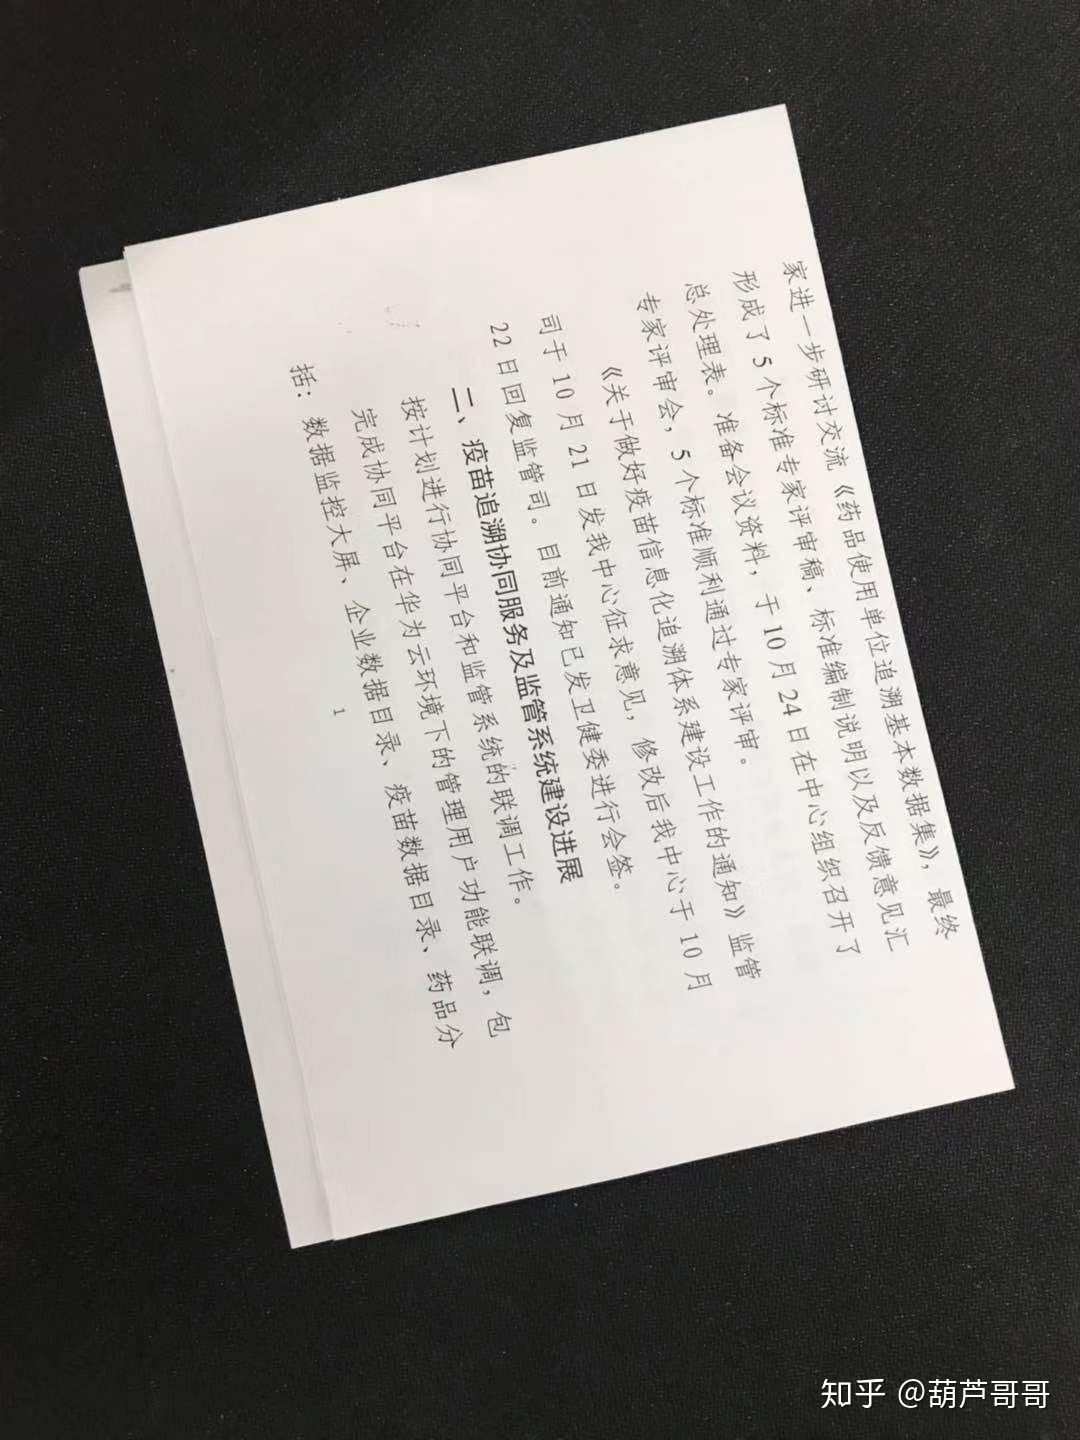 家进一步研讨交流《药品使用单位追溯基本数据集》，最终
形成了 5 个标准专家评审稿、标准编制说明以及反馈意见汇
总处理表。准备会议资料，于 10 月 24 日在中心组织召开了
专家评审会，5 个标准顺利通过专家评审。
《关于做好疫苗信息化追溯体系建设工作的通知》监管
司于 10 月 21 日发我中心征求意见，修改后我中心于 10 月
22 日回复监管司。目前通知已发卫健委进行会签。
二、疫苗追溯协同服务及监管系统建设进展
按计划进行协同平台和监管系统的联调工作。
完成协同平台在华为云环境下的管理用户功能联调，包
括：数据监控大屏、企业数据目录、疫苗数据目录、药品分
1
知乎 @葫芦哥哥